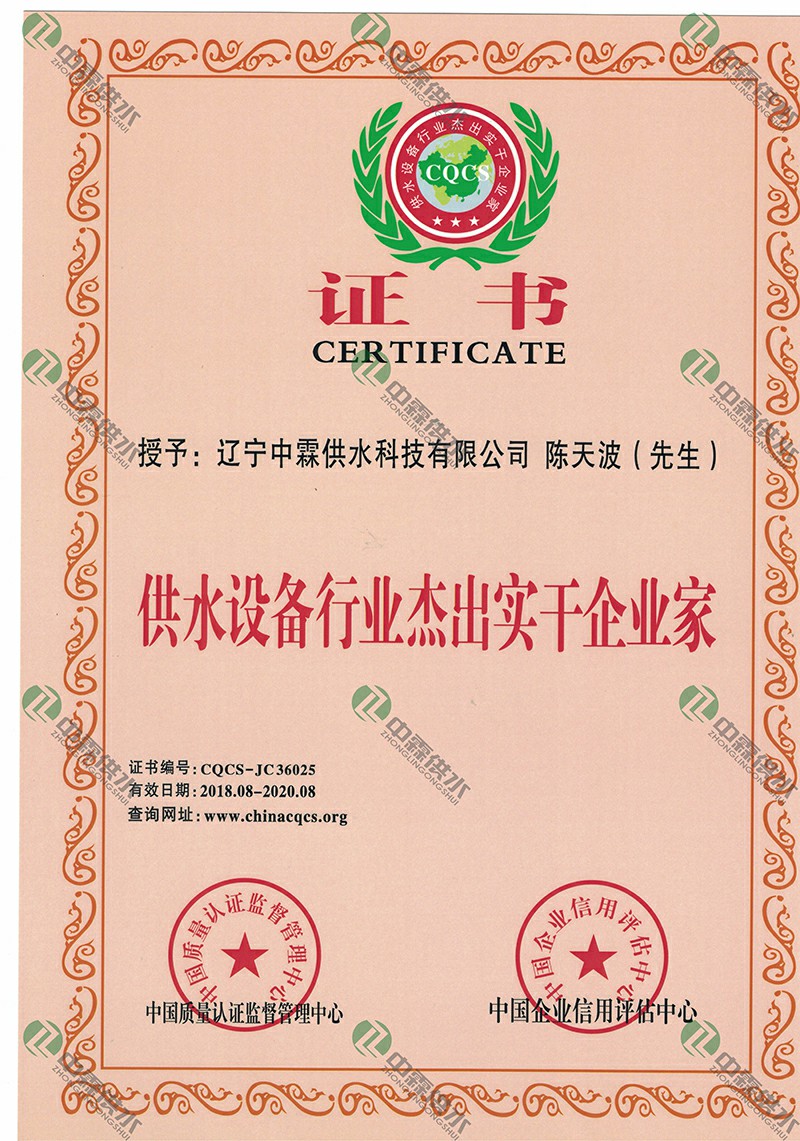 供水设备行业杰出实干企业家
CQCS
证书
CERTIFICATE
授予：辽宁中霖供水科技有限公司 陈天波（先生）
供水设备行业杰出实干企业家
证书编号：CQCS-JC36025
有效日期：2018.08-2020.08
查询网址：www.chinacqcs.org
中国质量认证监督管理中心
中国企业信用评估中心
中国质量认证监督管理中心
中国企业信用评估中心
中霖供水
ZHONGLINGONGSHUI